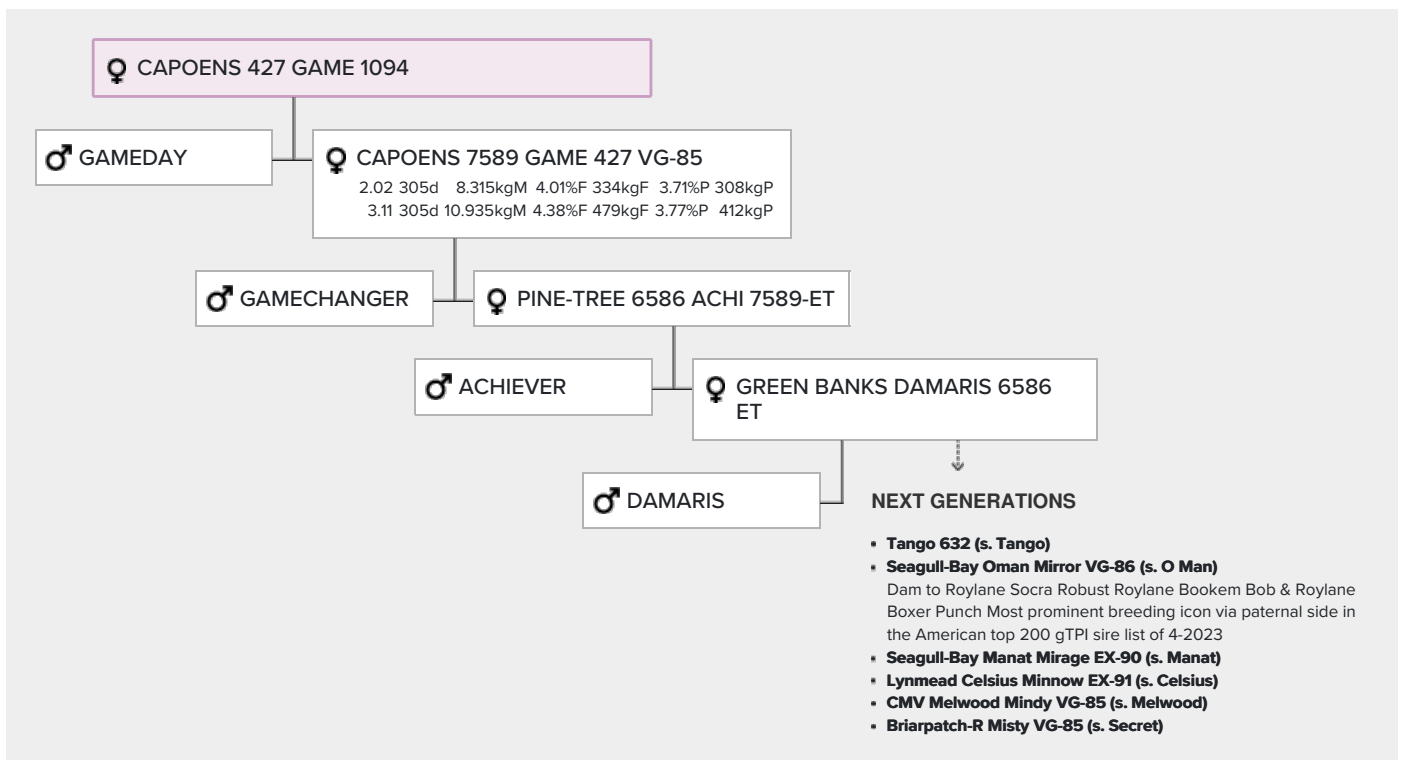 ♀ CAPOENS 427 GAME 1094
♂ GAMEDAY
♀ CAPOENS 7589 GAME 427 VG-85
2.02 305d 8.315kgM 4.01%F 334kgF 3.71%P 308kgP
3.11 305d 10.935kgM 4.38%F 479kgF 3.77%P 412kgP
♂ GAMECHANGER
♀ PINE-TREE 6586 ACHI 7589-ET
♂ ACHIEVER
♀ GREEN BANKS DAMARIS 6586
ET
♂ DAMARIS
NEXT GENERATIONS
▪ Tango 632 (s. Tango)
▪ Seagull-Bay Oman Mirror VG-86 (s. O Man)
Dam to Roylane Socra Robust Roylane Bookem Bob & Roylane
Boxer Punch Most prominent breeding icon via paternal side in
the American top 200 gTPI sire list of 4-2023
▪ Seagull-Bay Manat Mirage EX-90 (s. Manat)
▪ Lynmead Celsius Minnow EX-91 (s. Celsius)
▪ CMV Melwood Mindy VG-85 (s. Melwood)
▪ Briarpatch-R Misty VG-85 (s. Secret)